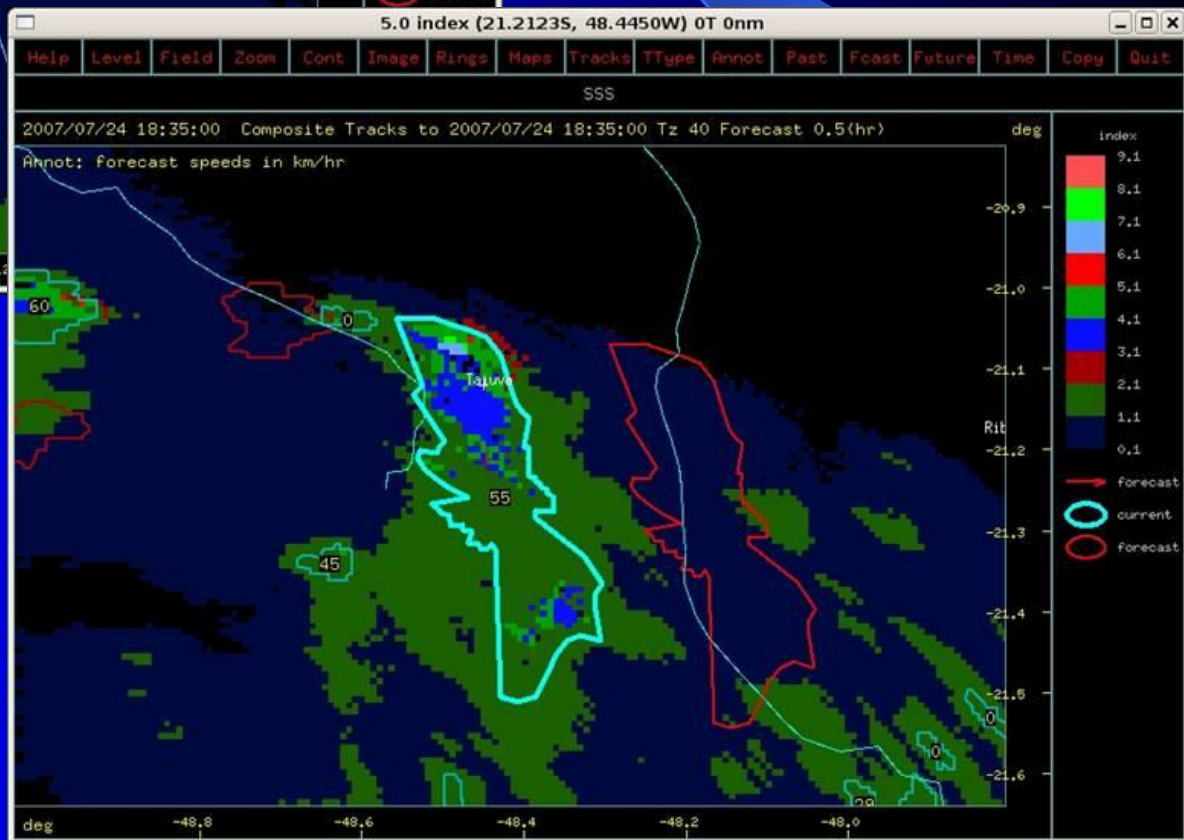 5.0 index (21.2123S, 48.4450W) 0T 0nm
Help Level Field Zoom Cont Image Rings Maps Tracks TType Annot Past Fcast Future Time Copy Quit
SSS
2007/07/24 18:35:00 Composite Tracks to 2007/07/24 18:35:00 Tz 40 Forecast 0.5(hr) deg
Annot: forecast speeds in km/hr
index
9.1
8.1
7.1
6.1
5.1
4.1
3.1
2.1
1.1
0.1
forecast
current
forecast
-20.9
-21.0
-21.1
-21.2
-21.3
-21.4
-21.5
-21.6
60
0
Rib
55
45
0
0
deg -48.8 -48.6 -48.4 -48.2 -48.0